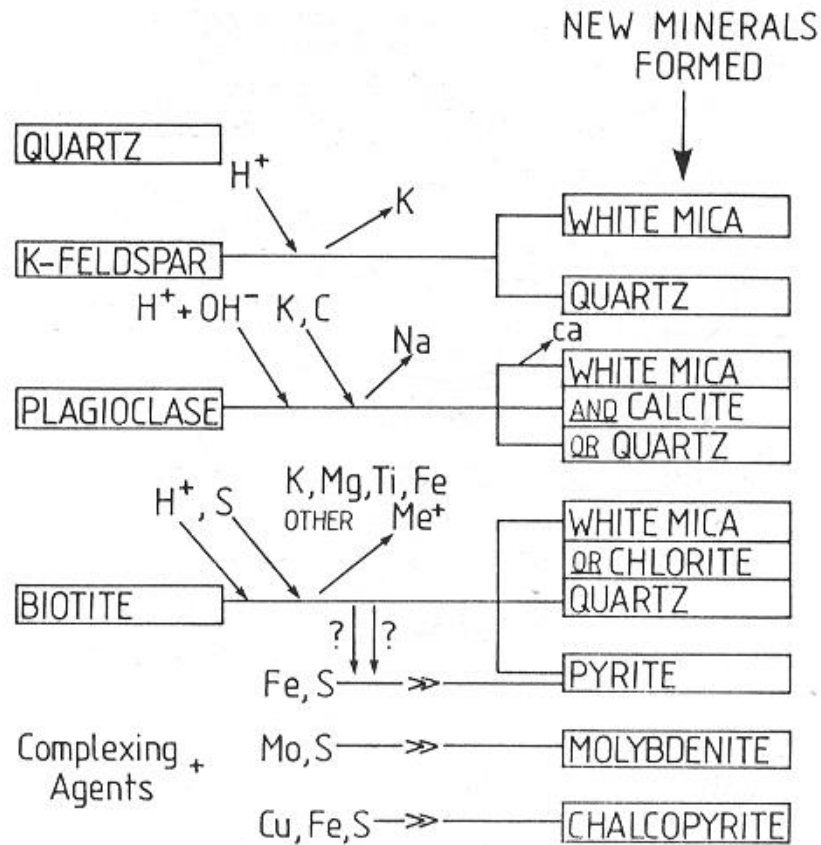 NEW MINERALS
FORMED
QUARTZ
H+
K
WHITE MICA
K-FELDSPAR
QUARTZ
H+ + OH- K, C
Na
ca
WHITE MICA
PLAGIOCLASE
AND CALCITE
OR QUARTZ
H+, S
K, Mg, Ti, Fe
OTHER Me+
WHITE MICA
OR CHLORITE
BIOTITE
QUARTZ
? ?
Fe, S
PYRITE
Complexing +
Agents
Mo, S
MOLYBDENITE
Cu, Fe, S
CHALCOPYRITE